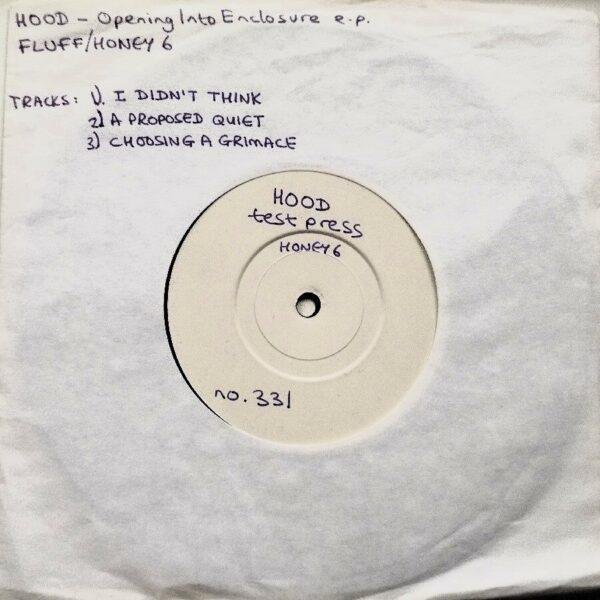 HOOD - Opening Into Enclosure e.p.
FLUFF/HONEY 6
TRACKS: 1). I DIDN'T THINK
2) A PROPOSED QUIET
3) CHOOSING A GRIMACE
HOOD
test press
HONEY 6
no. 331